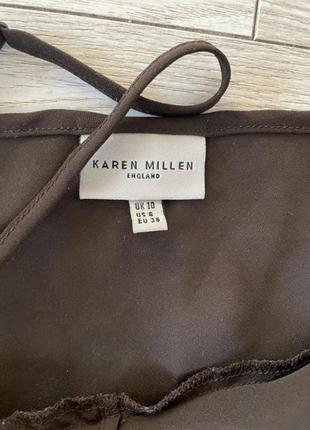 KAREN MILLEN
ENGLAND
UK 10
US 6
EU 38